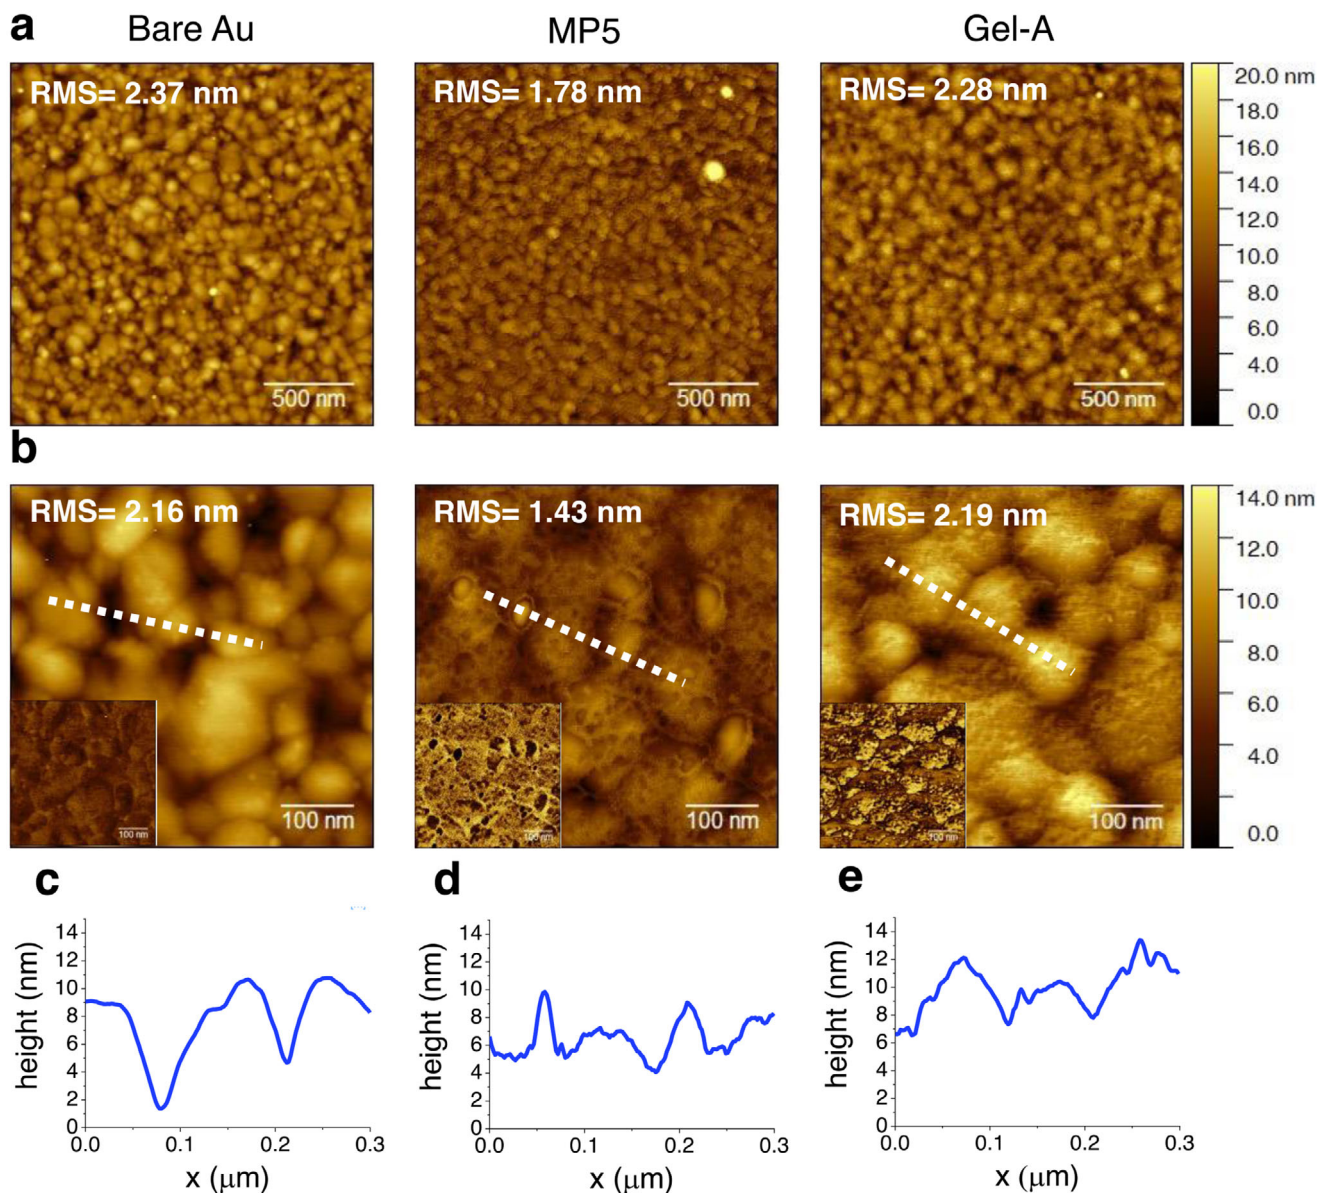 a
Bare Au
MP5
Gel-A
RMS= 2.37 nm
RMS= 1.78 nm
RMS= 2.28 nm
500 nm
500 nm
500 nm
20.0 nm
18.0
16.0
14.0
12.0
10.0
8.0
6.0
4.0
0.0
b
RMS= 2.16 nm
RMS= 1.43 nm
RMS= 2.19 nm
100 nm
100 nm
100 nm
100 nm
100 nm
100 nm
14.0 nm
12.0
10.0
8.0
6.0
4.0
0.0
c
height (nm)
14
12
10
8
6
4
2
0
0.0
0.1
0.2
0.3
x (μm)
d
height (nm)
14
12
10
8
6
4
2
0
0.0
0.1
0.2
0.3
x (μm)
e
height (nm)
14
12
10
8
6
4
2
0
0.0
0.1
0.2
0.3
x (μm)